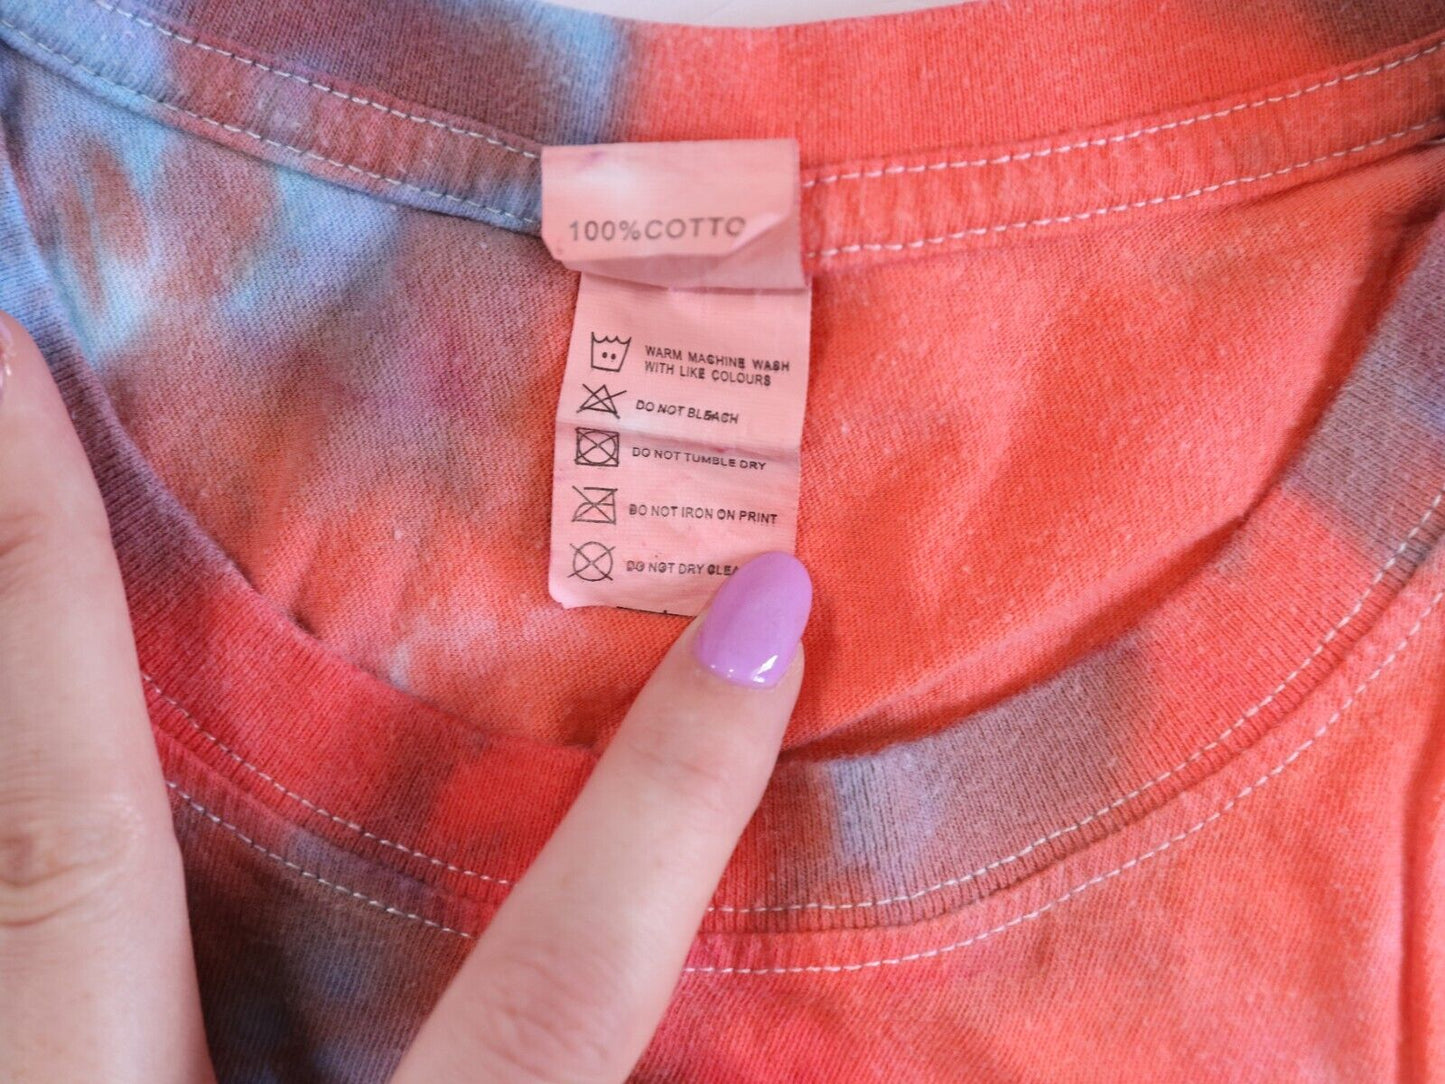 100%COTTO
WARM MACHINE WASH
WITH LIKE COLOURS
DO NOT BLEACH
DO NOT TUMBLE DRY
DO NOT IRON ON PRINT
DO NOT DRY CLEA